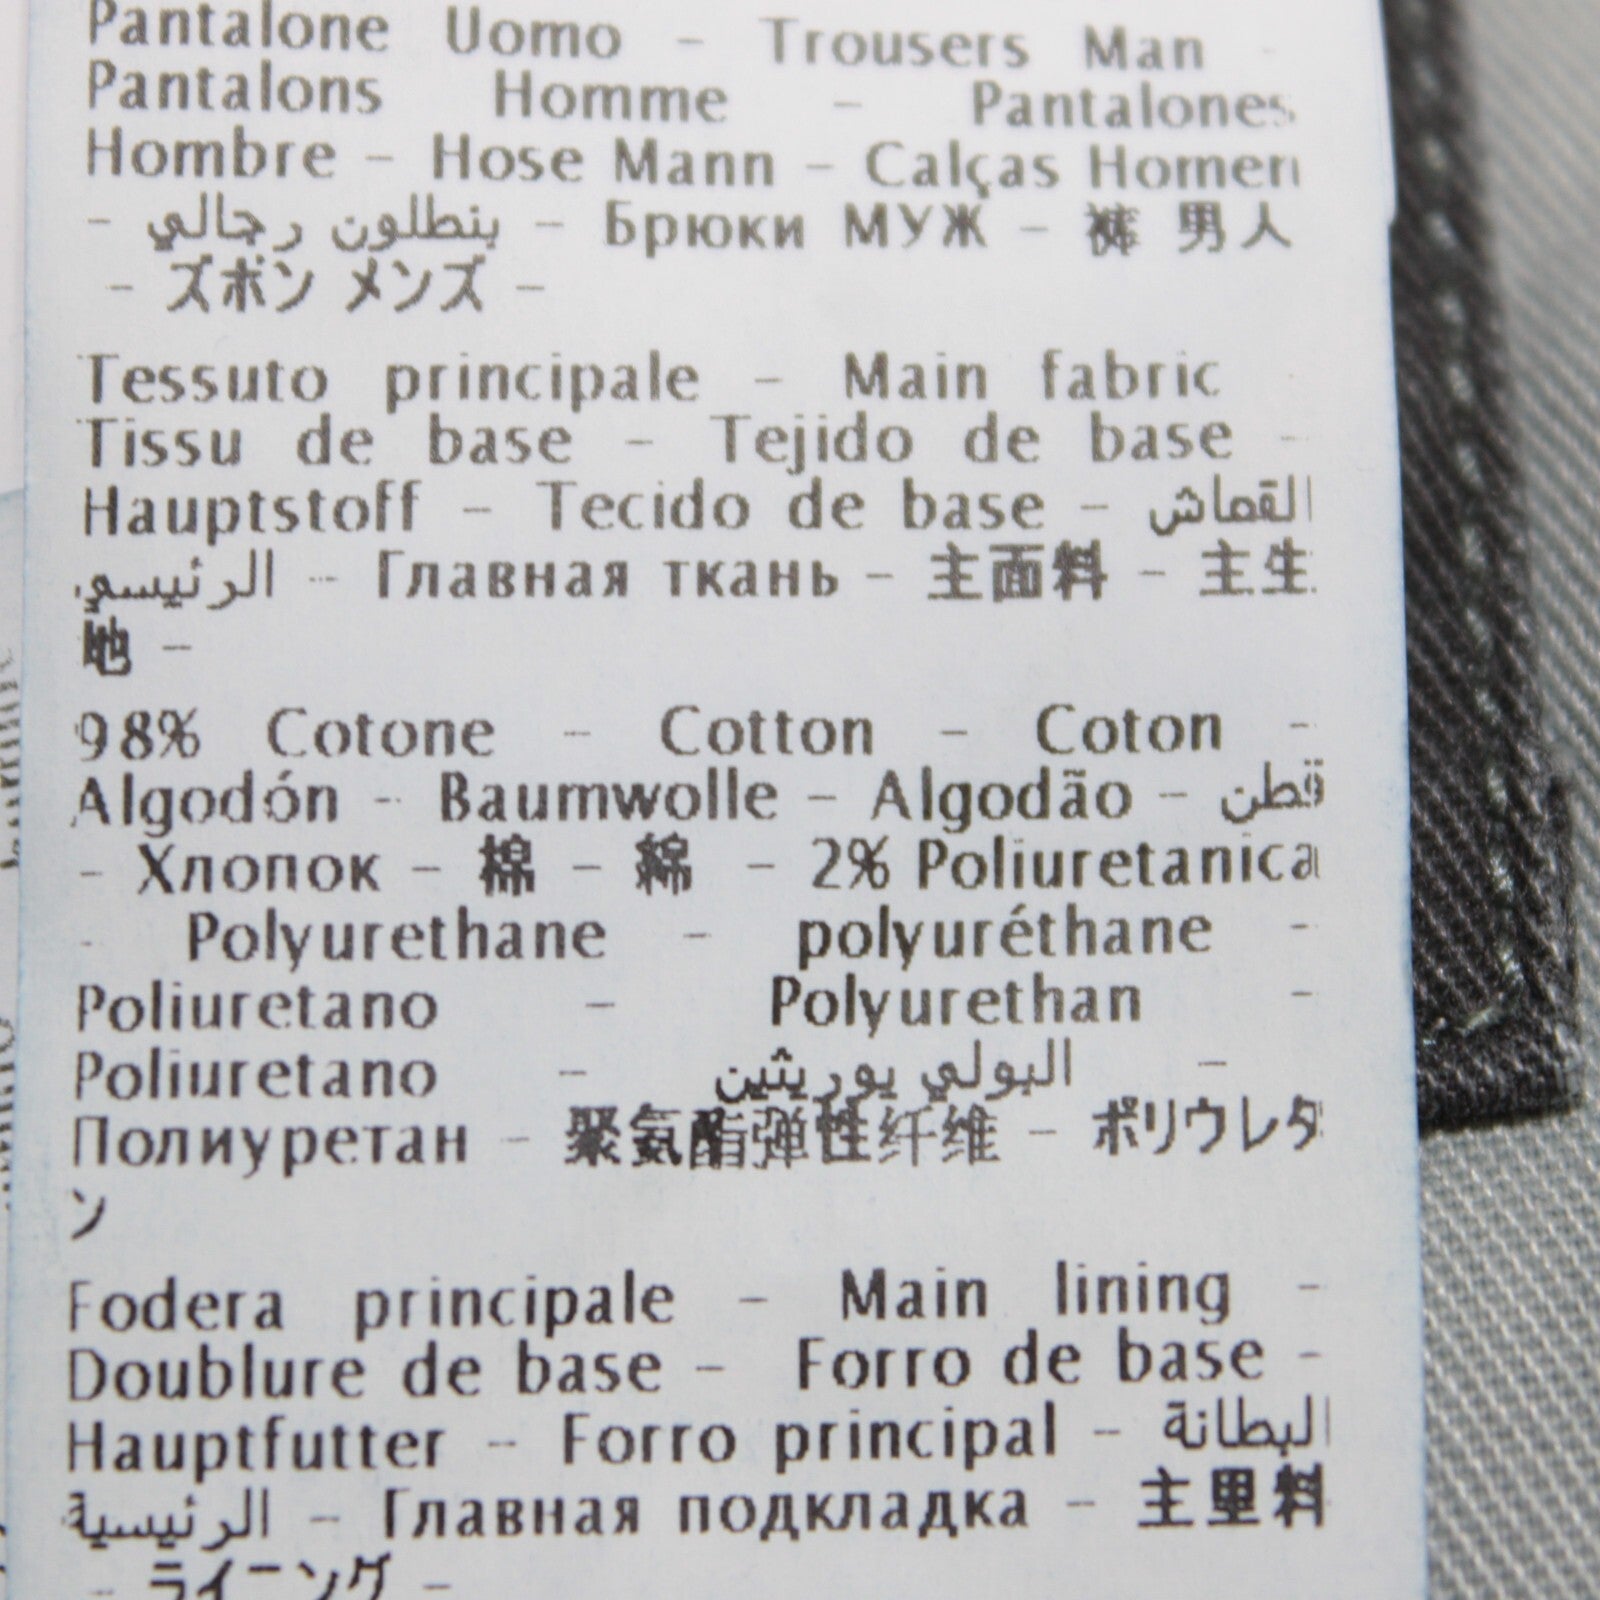 Pantalone Uomo - Trousers Man -
Pantalons Homme - Pantalones
Hombre - Hose Mann - Calças Homem
- بنطلون رجالي - Брюки МУЖ - 裤 男人
- ズボン メンズ -
Tessuto principale - Main fabric
Tissu de base - Tejido de base -
Hauptstoff - Tecido de base - القماش
الرئيسي - Главная ткань - 主面料 - 主生
地 -
98% Cotone - Cotton - Coton -
Algodón - Baumwolle - Algodão - قطن
- Хлопок - 棉 - 綿 - 2% Poliuretanica
- Polyurethane - polyuréthane -
Poliuretano - Polyurethan -
Poliuretano - البولي يوريثين -
Полиуретан - 聚氨酯弹性纤维 - ポリウレタ
ン
Fodera principale - Main lining -
Doublure de base - Forro de base -
Hauptfutter - Forro principal - البطانة
الرئيسية - Главная подкладка - 主里料
- ライニング -